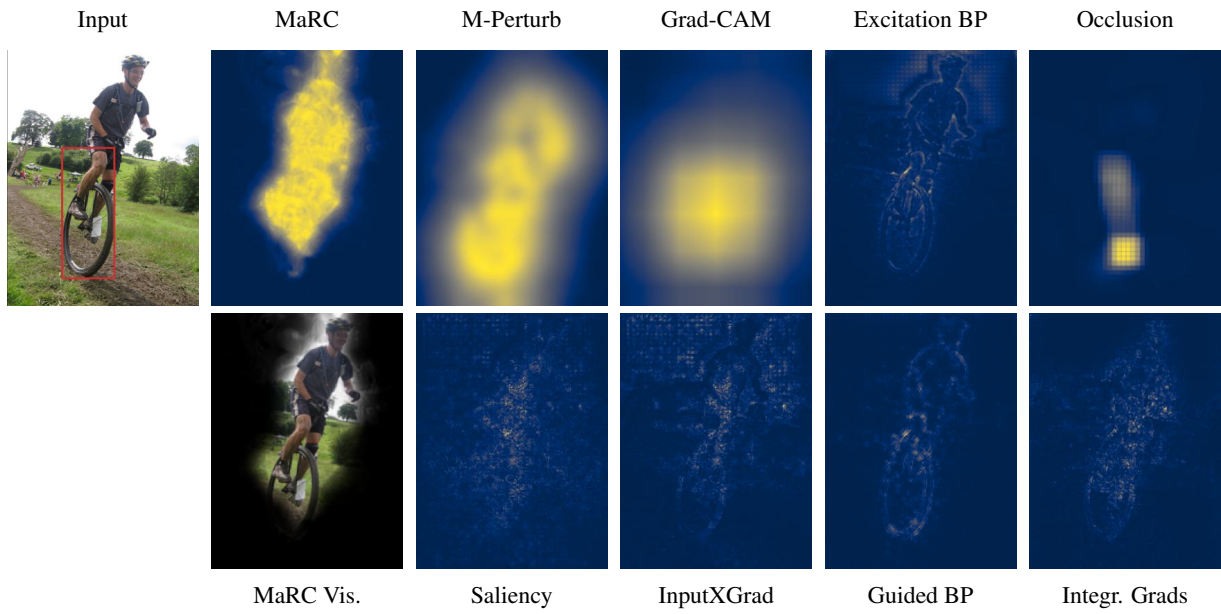 Input MaRC M-Perturb Grad-CAM Excitation BP Occlusion
MaRC Vis. Saliency InputXGrad Guided BP Integr. Grads